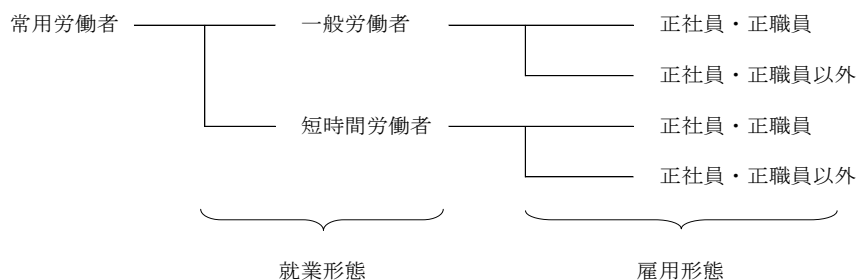 常用労働者 一般労働者 正社員・正職員
正社員・正職員以外
短時間労働者 正社員・正職員
正社員・正職員以外
就業形態 雇用形態